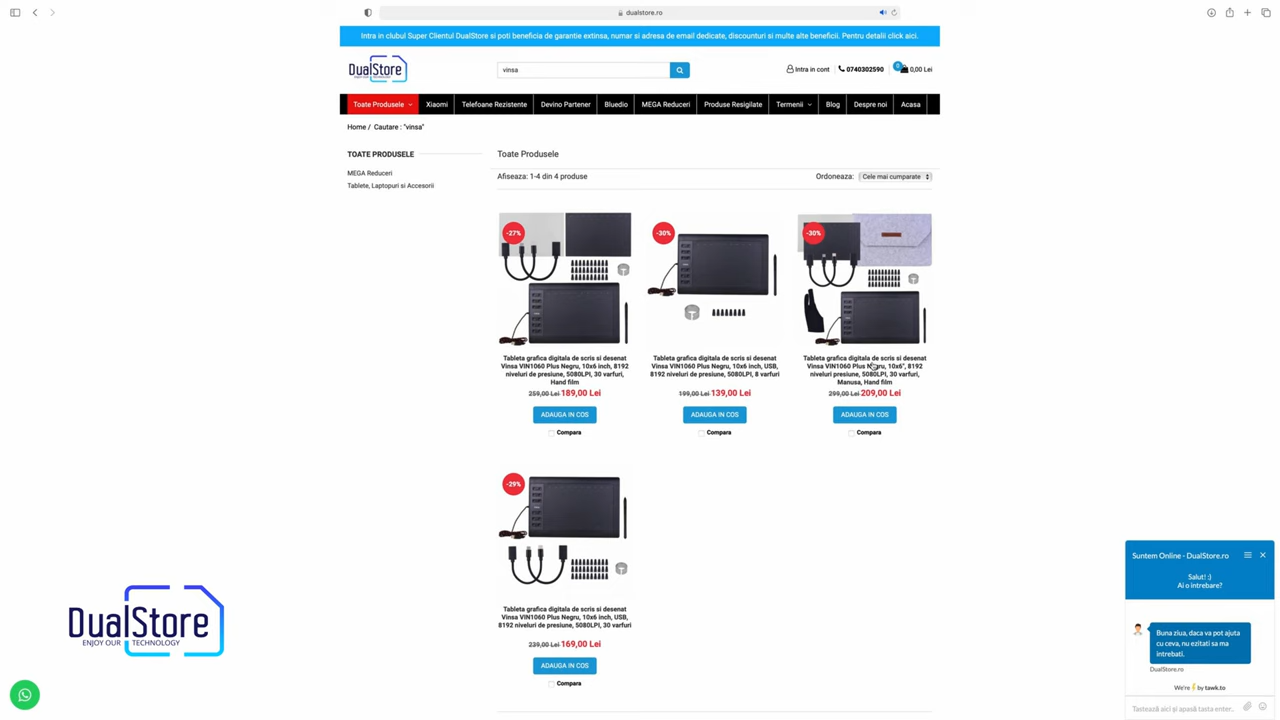 dualstore.ro
Intra in clubul Super Clientul DualStore si poti beneficia de garantie extinsa, numar si adresa de email dedicate, discounturi si multe alte beneficii. Pentru detalii click aici.
DualStore
ENJOY OUR TECHNOLOGY
vinsa
Intra in cont
0740302590
0
0,00 Lei
Toate Produsele
Xiaomi
Telefoane Rezistente
Devino Partener
Bluedio
MEGA Reduceri
Produse Resigilate
Termenii
Blog
Despre noi
Acasa
Home / Cautare : "vinsa"
TOATE PRODUSELE
MEGA Reduceri
Tablete, Laptopuri si Accesorii
Toate Produsele
Afiseaza: 1-4 din 4 produse
Ordoneaza: Cele mai cumparate
-27%
Tableta grafica digitala de scris si desenat
Vinsa VIN1060 Plus Negru, 10x6 inch, 8192
niveluri de presiune, 5080LPI, 30 varfuri,
Hand film
259,00 Lei 189,00 Lei
ADAUGA IN COS
Compara
-30%
Tableta grafica digitala de scris si desenat
Vinsa VIN1060 Plus Negru, 10x6 inch, USB,
8192 niveluri de presiune, 5080LPI, 8 varfuri
199,00 Lei 139,00 Lei
ADAUGA IN COS
Compara
-30%
Tableta grafica digitala de scris si desenat
Vinsa VIN1060 Plus Negru, 10x6", 8192
niveluri presiune, 5080LPI, 30 varfuri,
Manusa, Hand film
299,00 Lei 209,00 Lei
ADAUGA IN COS
Compara
-29%
Tableta grafica digitala de scris si desenat
Vinsa VIN1060 Plus Negru, 10x6 inch, USB,
8192 niveluri de presiune, 5080LPI, 30 varfuri
239,00 Lei 169,00 Lei
ADAUGA IN COS
Compara
DualStore
ENJOY OUR TECHNOLOGY
Suntem Online - DualStore.ro
Salut! ;)
Ai o intrebare?
Buna ziua, daca va pot ajuta
cu ceva, nu ezitati sa ma
intrebati.
DualStore.ro
We're by tawk.to
Tastează aici și apasă tasta enter..